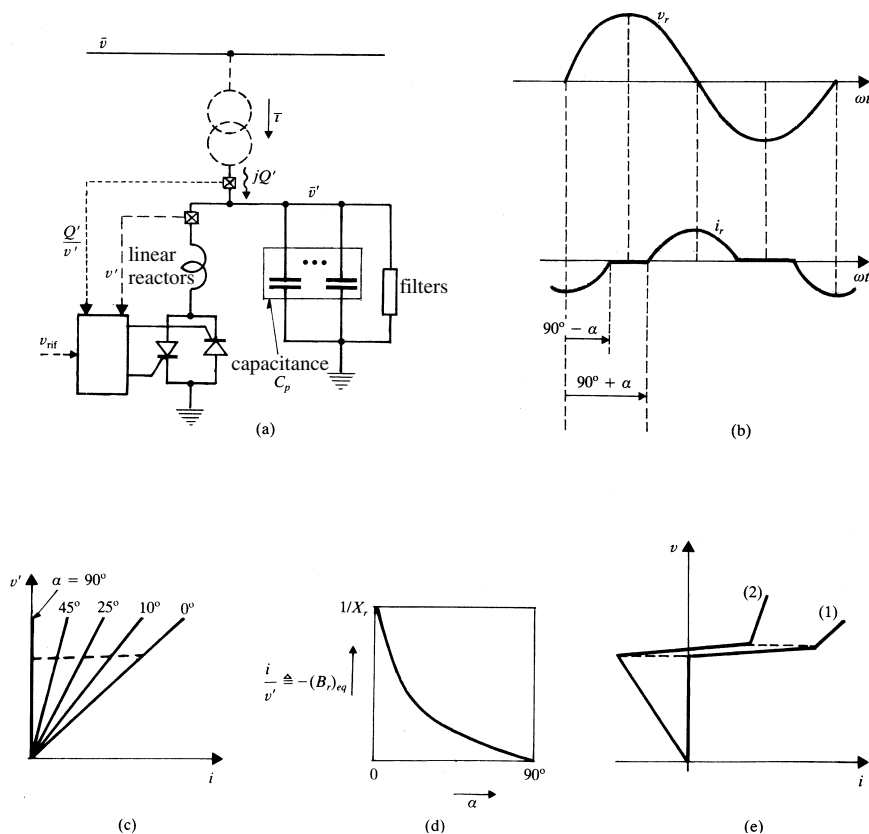 v̄
ῑ
jQ′
v̄′
Q′
v′
v′
linear
reactors
filters
v_rif
capacitance
C_p
(a)
v_r
ωt
i_r
ωt
90° − α
90° + α
(b)
v′
α = 90°
45° 25° 10° 0°
i
(c)
1/X_r
i
v′
≜ −(B_r)_eq
0
90°
α
(d)
v
(2)
(1)
i
(e)